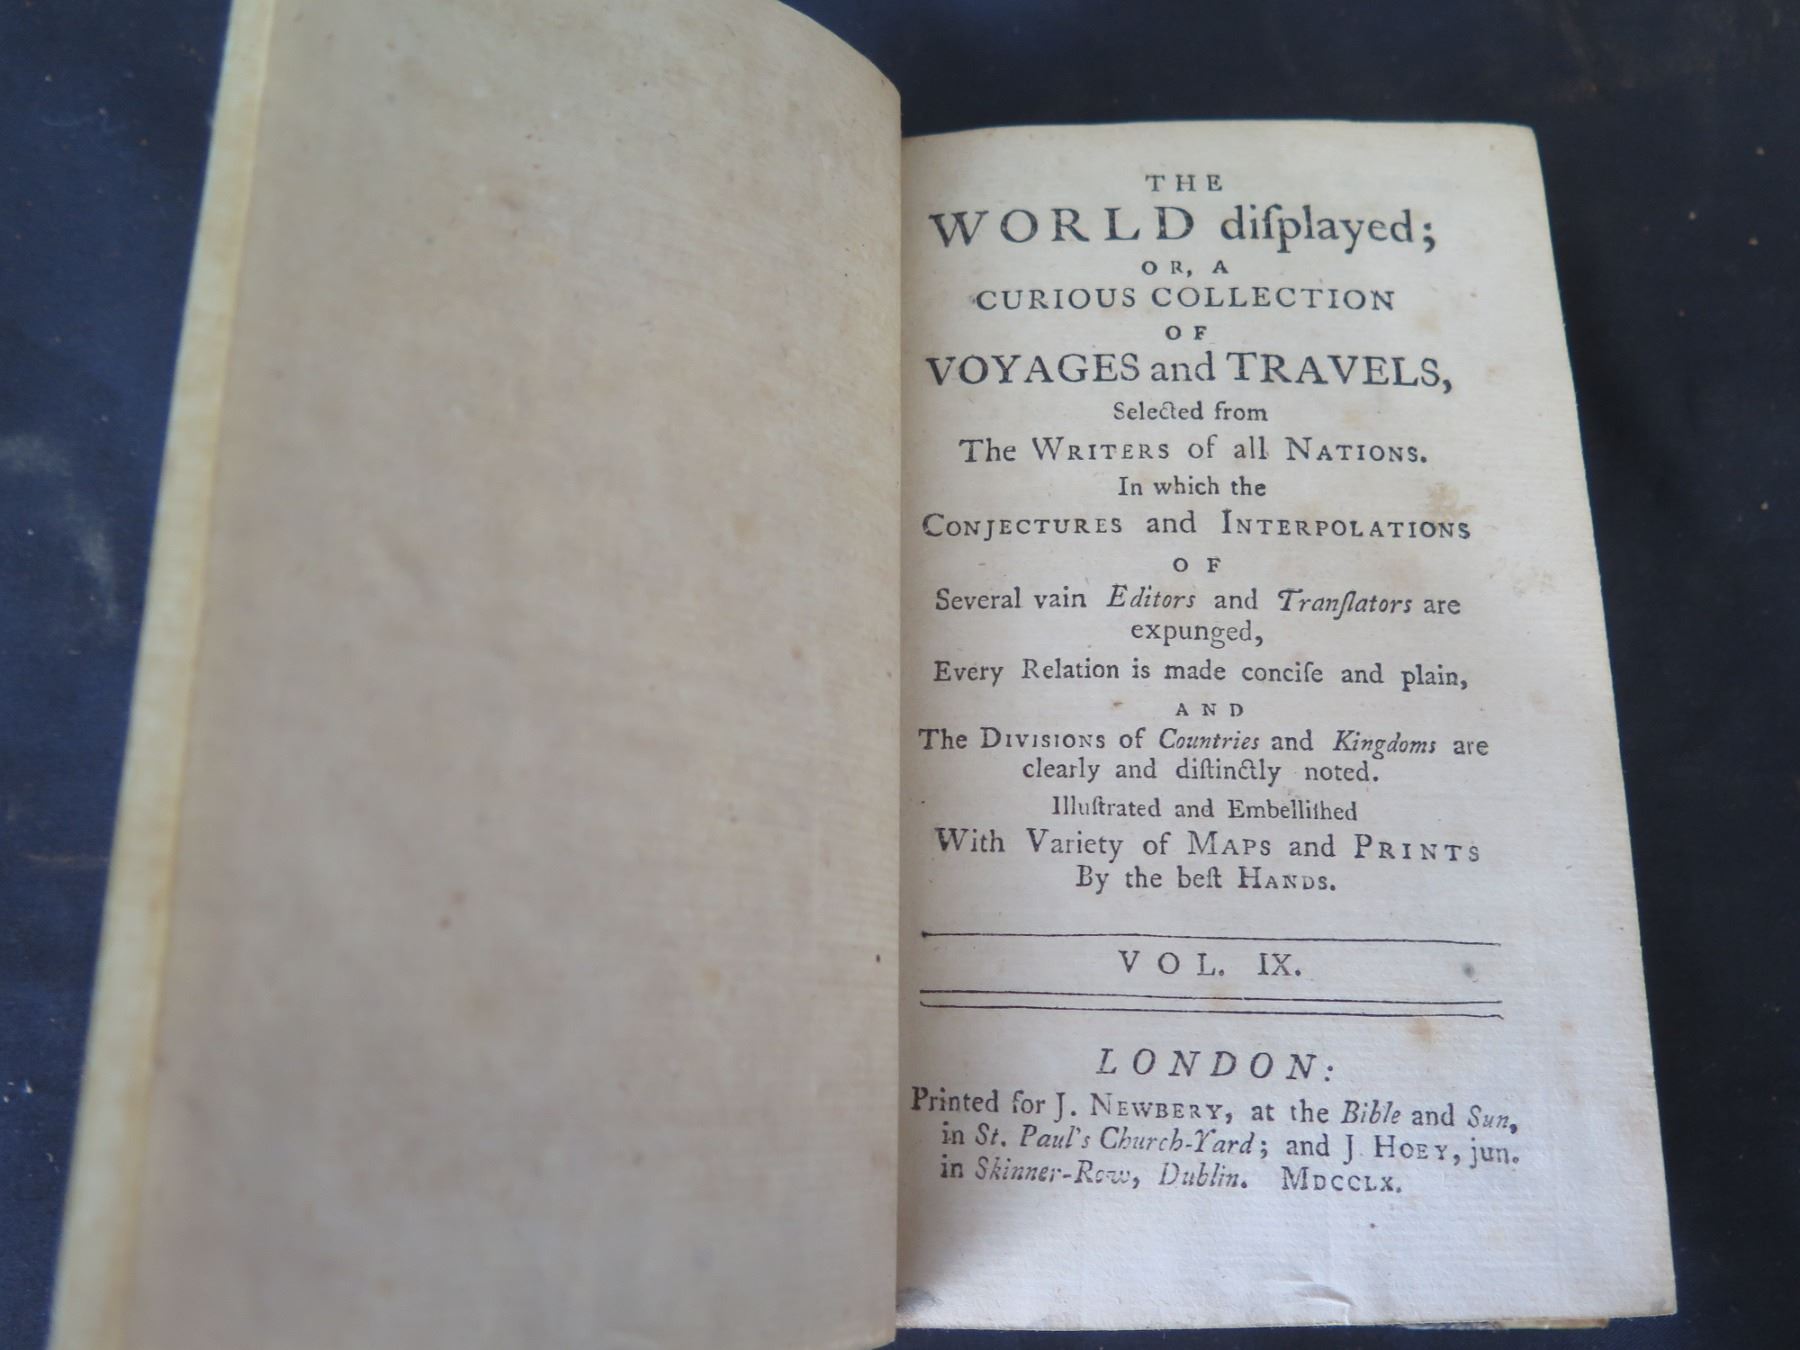 THE
WORLD diſplayed;
OR, A
CURIOUS COLLECTION
OF
VOYAGES and TRAVELS,
Selected from
The WRITERS of all NATIONS.
In which the
CONJECTURES and INTERPOLATIONS
OF
Several vain Editors and Tranſlators are
expunged,
Every Relation is made conciſe and plain,
AND
The DIVISIONS of Countries and Kingdoms are
clearly and diſtinctly noted.
Illuſtrated and Embelliſhed
With Variety of MAPS and PRINTS
By the beſt HANDS.
VOL. IX.
LONDON:
Printed for J. NEWBERY, at the Bible and Sun,
in St. Paul's Church-Yard; and J. HOEY, jun.
in Skinner-Row, Dublin. MDCCLX.